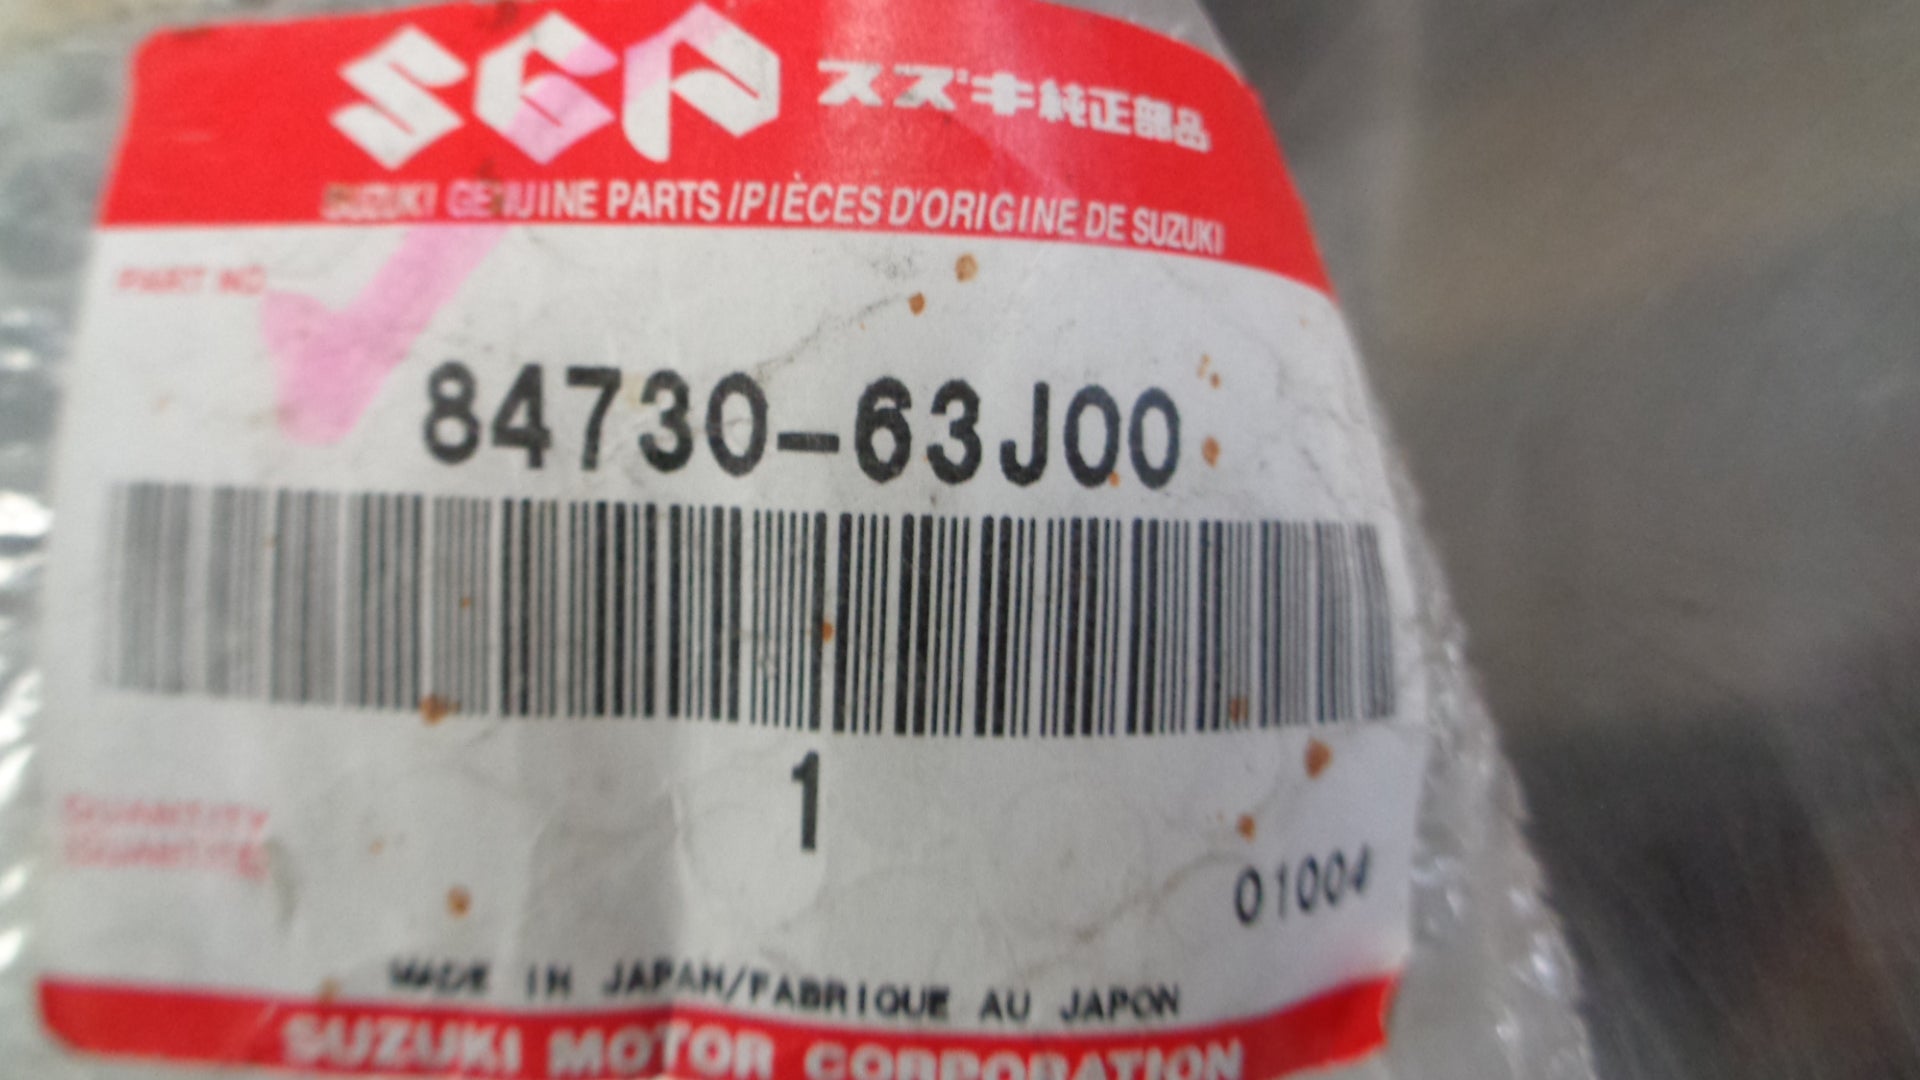 SGP スズキ純正部品
SUZUKI GENUINE PARTS/PIÈCES D'ORIGINE DE SUZUKI
PART NO.
84730-63J00
1
QUANTITY
QUANTITÉ
01004
MADE IN JAPAN/FABRIQUE AU JAPON
SUZUKI MOTOR CORPORATION